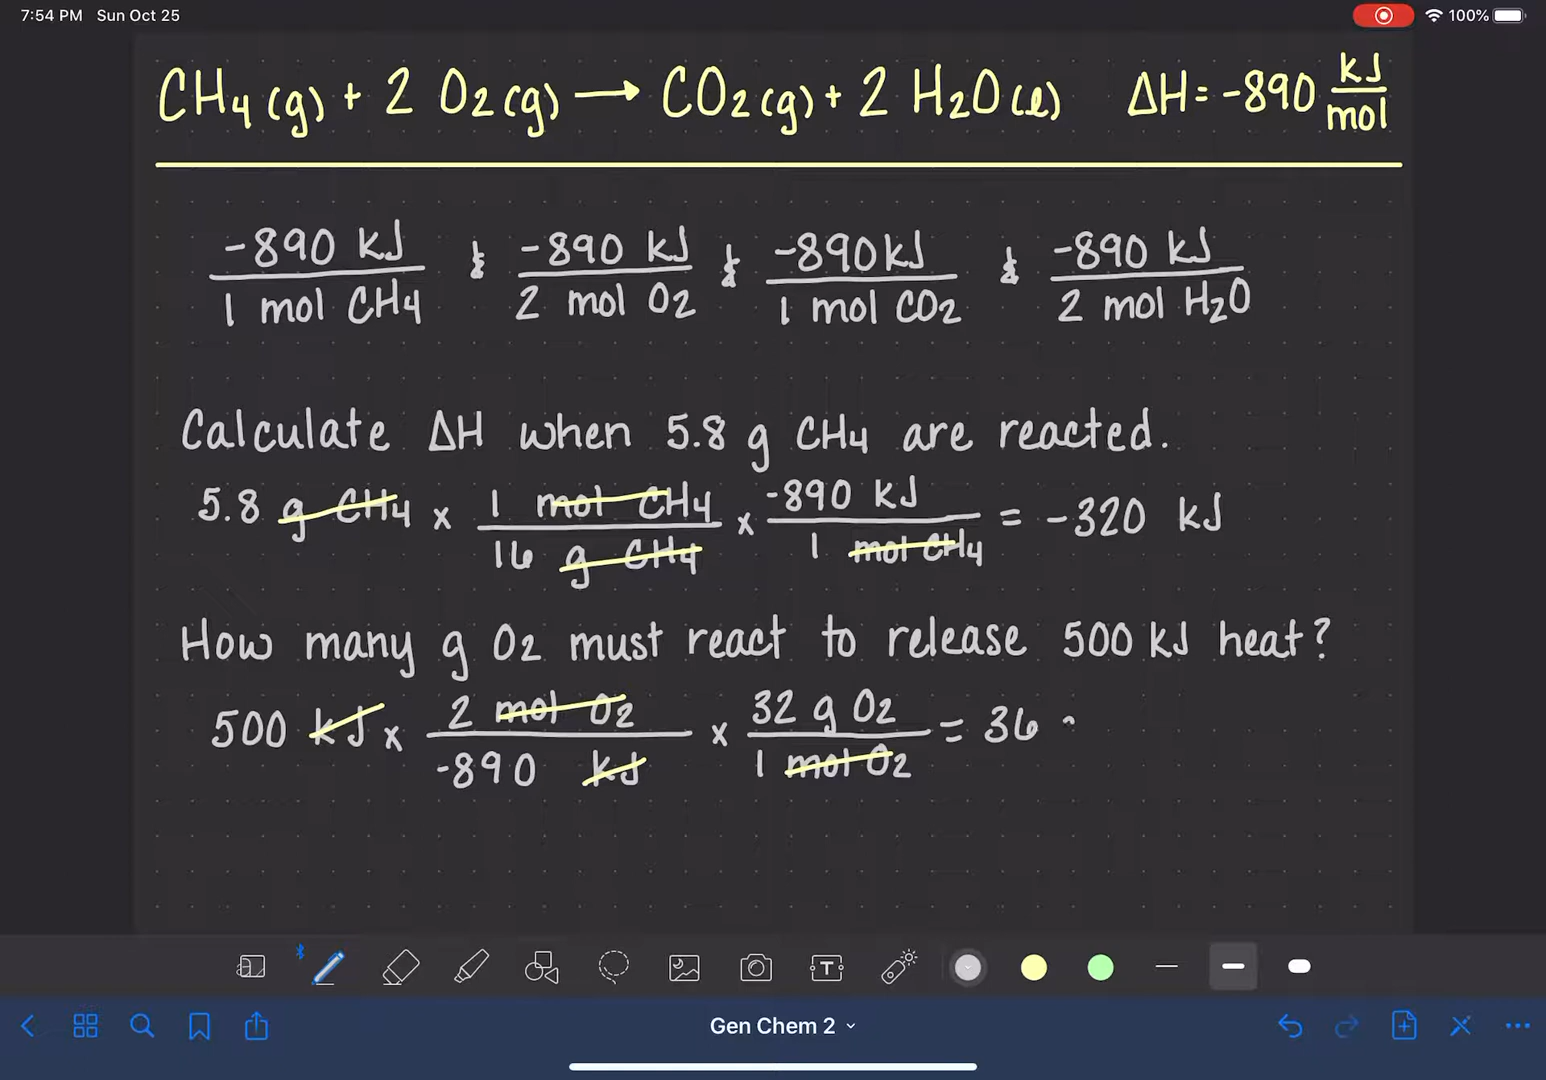 7:54 PM Sun Oct 25 100%
CH4 (g) + 2 O2 (g) → CO2 (g) + 2 H2O (l) ΔH = -890 kJ/mol
-890 kJ / 1 mol CH4 & -890 kJ / 2 mol O2 & -890 kJ / 1 mol CO2 & -890 kJ / 2 mol H2O
Calculate ΔH when 5.8 g CH4 are reacted.
5.8 g CH4 x 1 mol CH4 / 16 g CH4 x -890 kJ / 1 mol CH4 = -320 kJ
How many g O2 must react to release 500 kJ heat?
500 kJ x 2 mol O2 / -890 kJ x 32 g O2 / 1 mol O2 = 36
T
Gen Chem 2